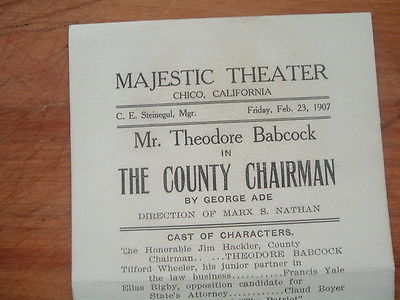 MAJESTIC THEATER
CHICO, CALIFORNIA
C. E. Steinegul, Mgr. Friday, Feb. 23, 1907
Mr. Theodore Babcock
IN
THE COUNTY CHAIRMAN
BY GEORGE ADE
DIRECTION OF MARX S. NATHAN
CAST OF CHARACTERS.
The Honorable Jim Hackler, County
Chairman.. ...THEODORE BABCOCK
Tilford Wheeler, his junior partner in
the law business...........Francis Yale
Elias Rigby, opposition candidate for
State's Attorney...........Claud Boyer
Patriot"